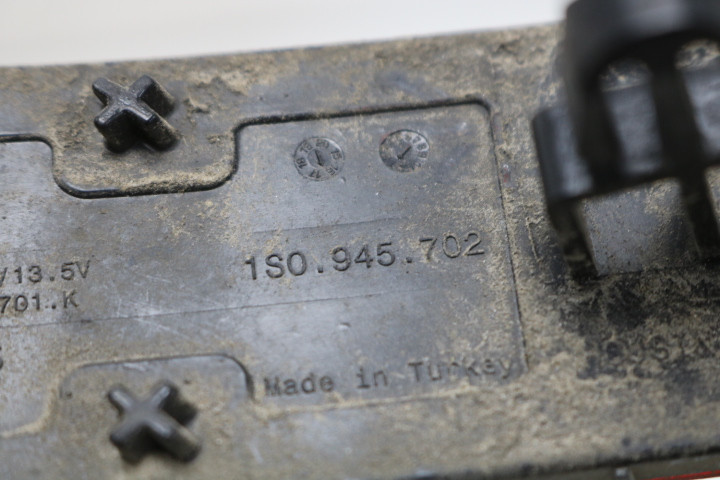 1S0.945.702
/13.5V
701.K
Made in Turkey